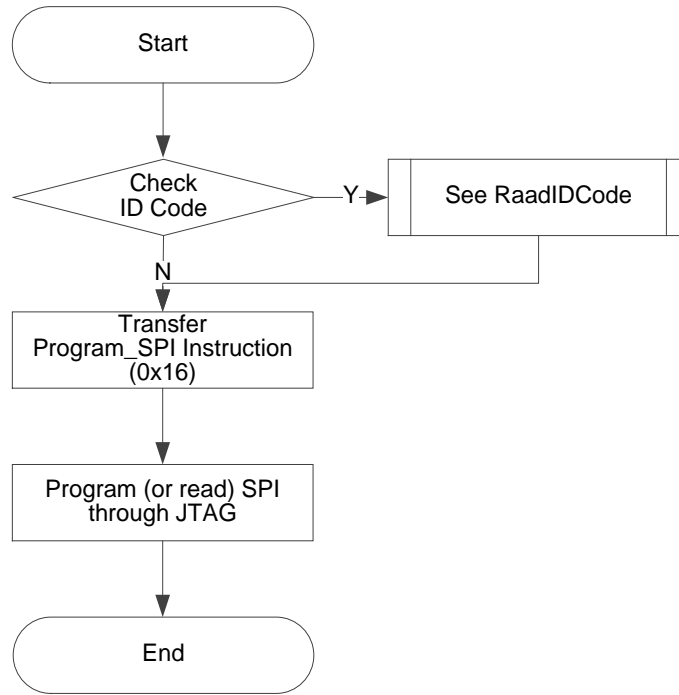 Start
Check
ID Code
Y
See RaadIDCode
N
Transfer
Program_SPI Instruction
(0x16)
Program (or read) SPI
through JTAG
End